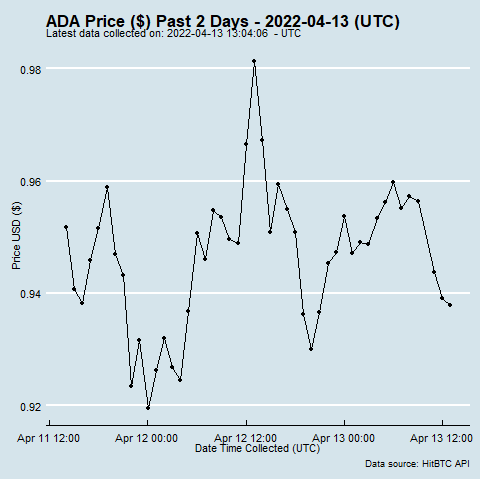 ADA Price ($) Past 2 Days - 2022-04-13 (UTC)
Latest data collected on: 2022-04-13 13:04:06 - UTC
0.98
0.96
0.94
0.92
Price USD ($)
Apr 11 12:00 Apr 12 00:00 Apr 12 12:00 Apr 13 00:00 Apr 13 12:00
Date Time Collected (UTC)
Data source: HitBTC API